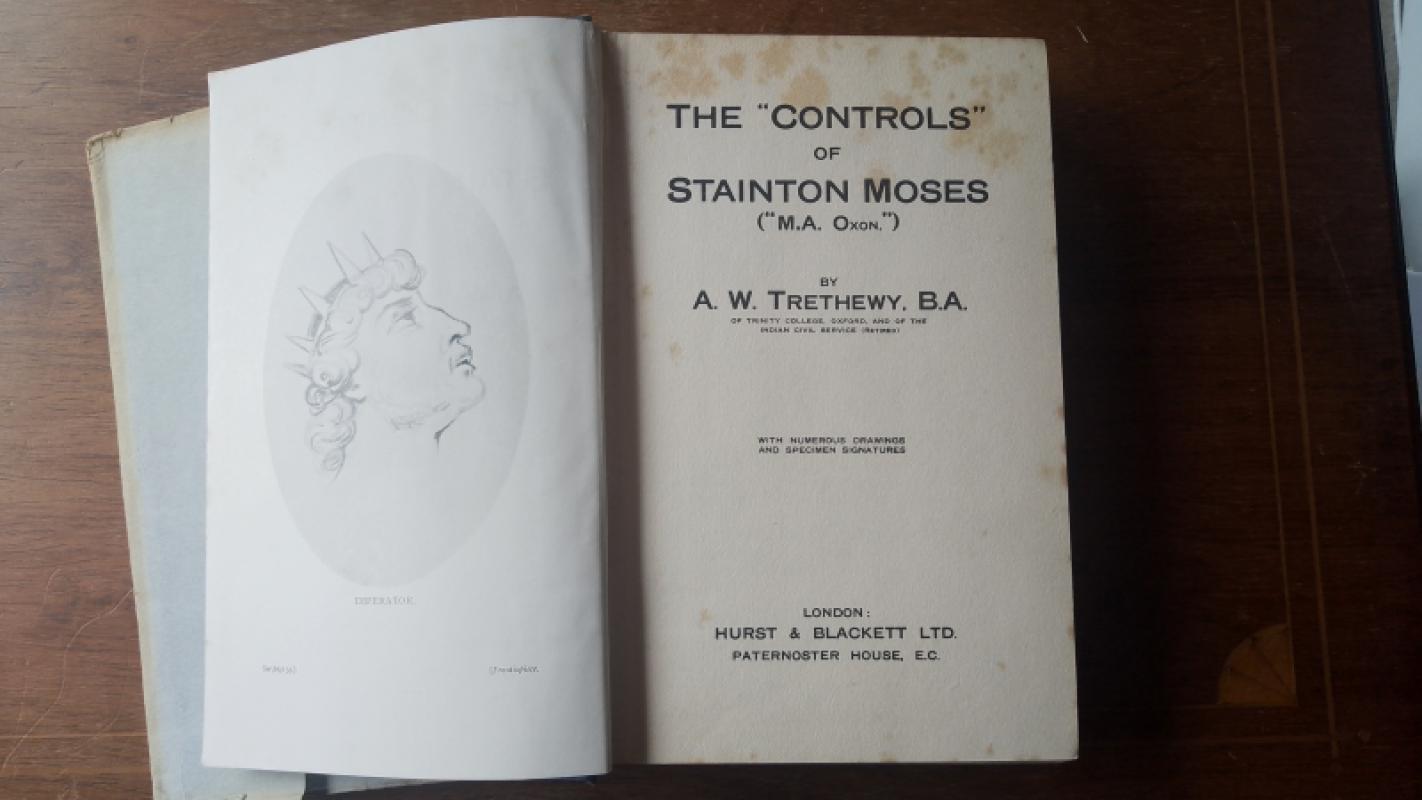 IMPERATOR.
[Frontispiece.
THE "CONTROLS"
OF
STAINTON MOSES
("M.A. OXON.")
BY
A. W. TRETHEWY, B.A.
OF TRINITY COLLEGE, OXFORD, AND OF THE
INDIAN CIVIL SERVICE (RETIRED)
WITH NUMEROUS DRAWINGS
AND SPECIMEN SIGNATURES
LONDON:
HURST & BLACKETT LTD.
PATERNOSTER HOUSE, E.C.